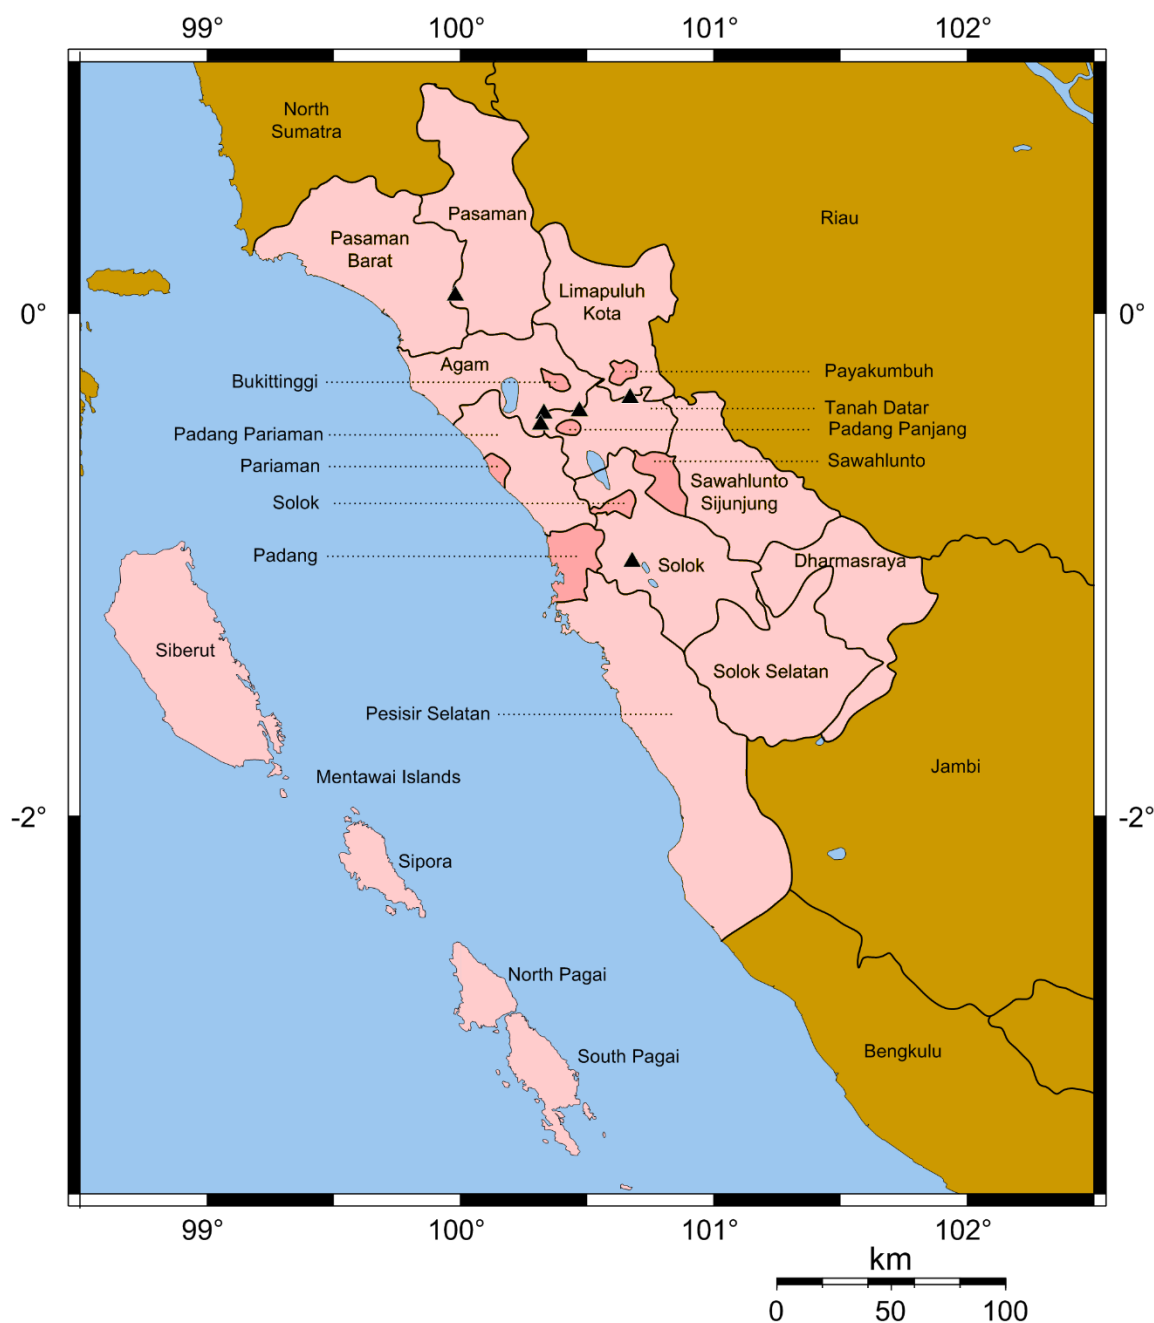 99°
100°
101°
102°
North
Sumatra
Pasaman
Riau
Pasaman
Barat
Limapuluh
Kota
0°
0°
Agam
Payakumbuh
Bukittinggi
Tanah Datar
Padang Panjang
Padang Pariaman
Sawahlunto
Pariaman
Sawahlunto
Sijunjung
Solok
Padang
Solok
Dharmasraya
Siberut
Solok Selatan
Pesisir Selatan
Jambi
Mentawai Islands
-2°
-2°
Sipora
North Pagai
Bengkulu
South Pagai
99°
100°
101°
102°
km
0
50
100